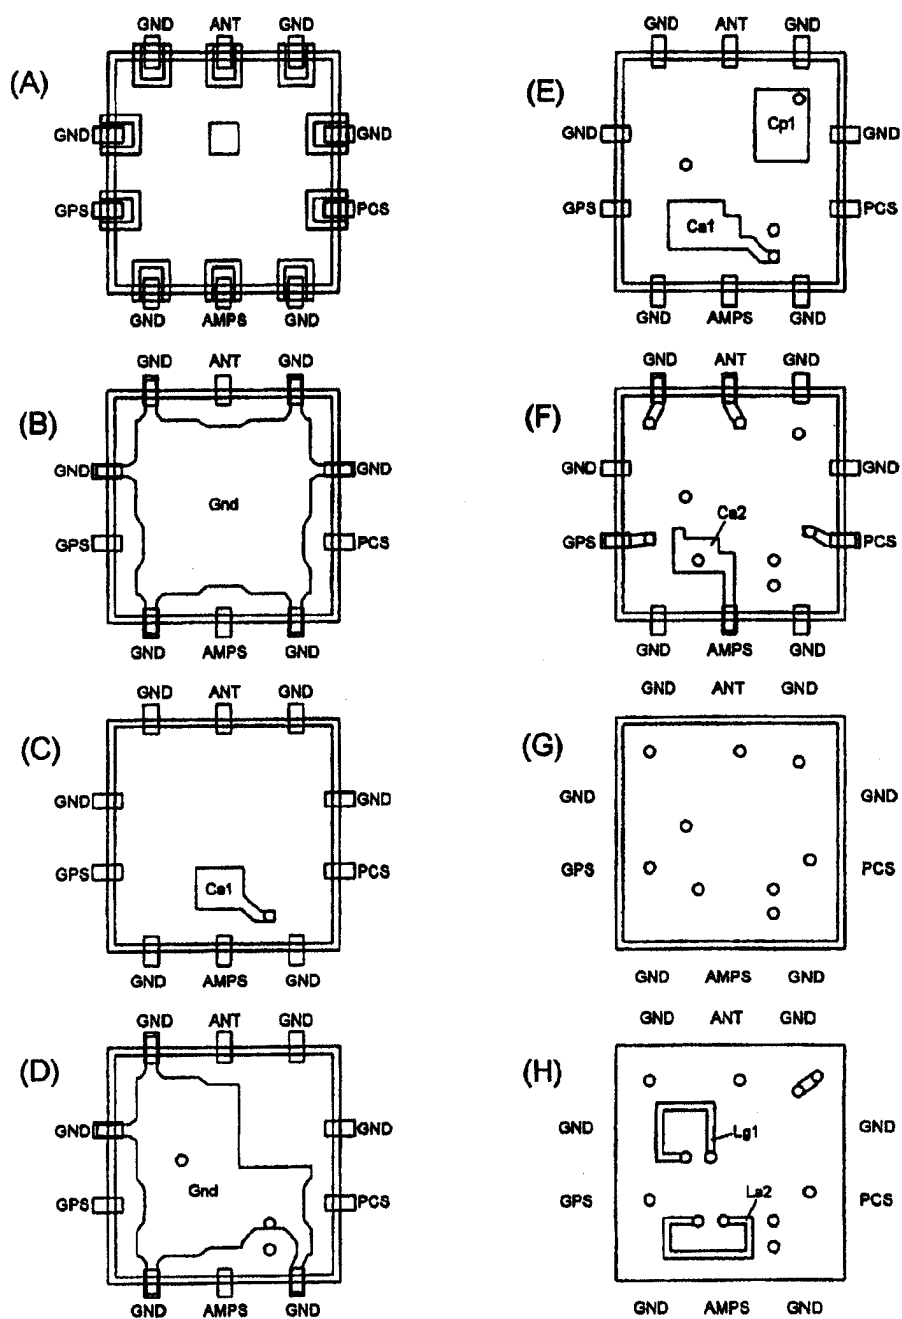 GND ANT GND
(A)
GND GND
GPS PCS
GND AMPS GND
GND ANT GND
(B)
GND GND
Gnd
GPS PCS
GND AMPS GND
GND ANT GND
(C)
GND GND
GPS PCS
Ca1
GND AMPS GND
GND ANT GND
(D)
GND GND
GPS Gnd PCS
GND AMPS GND
GND ANT GND
(E)
Cp1
GND GND
GPS PCS
Ca1
GND AMPS GND
GND ANT GND
(F)
GND GND
Ca2
GPS PCS
GND AMPS GND
GND ANT GND
(G)
GND GND
GPS PCS
GND AMPS GND
GND ANT GND
(H)
GND GND
Lg1
GPS La2 PCS
GND AMPS GND